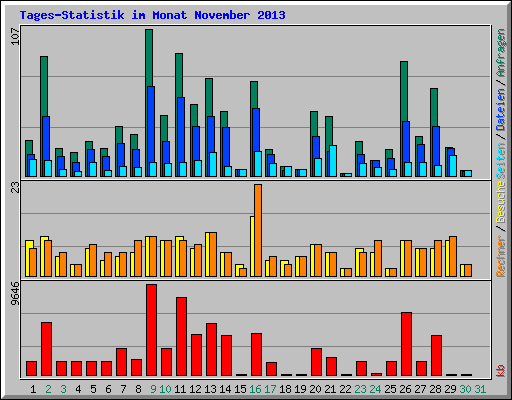 Tages-Statistik im Monat November 2013
107
23
9646
Rechner / Besuche Seiten / Dateien / Anfragen
kb
1 2 3 4 5 6 7 8 9 10 11 12 13 14 15 16 17 18 19 20 21 22 23 24 25 26 27 28 29 30 31